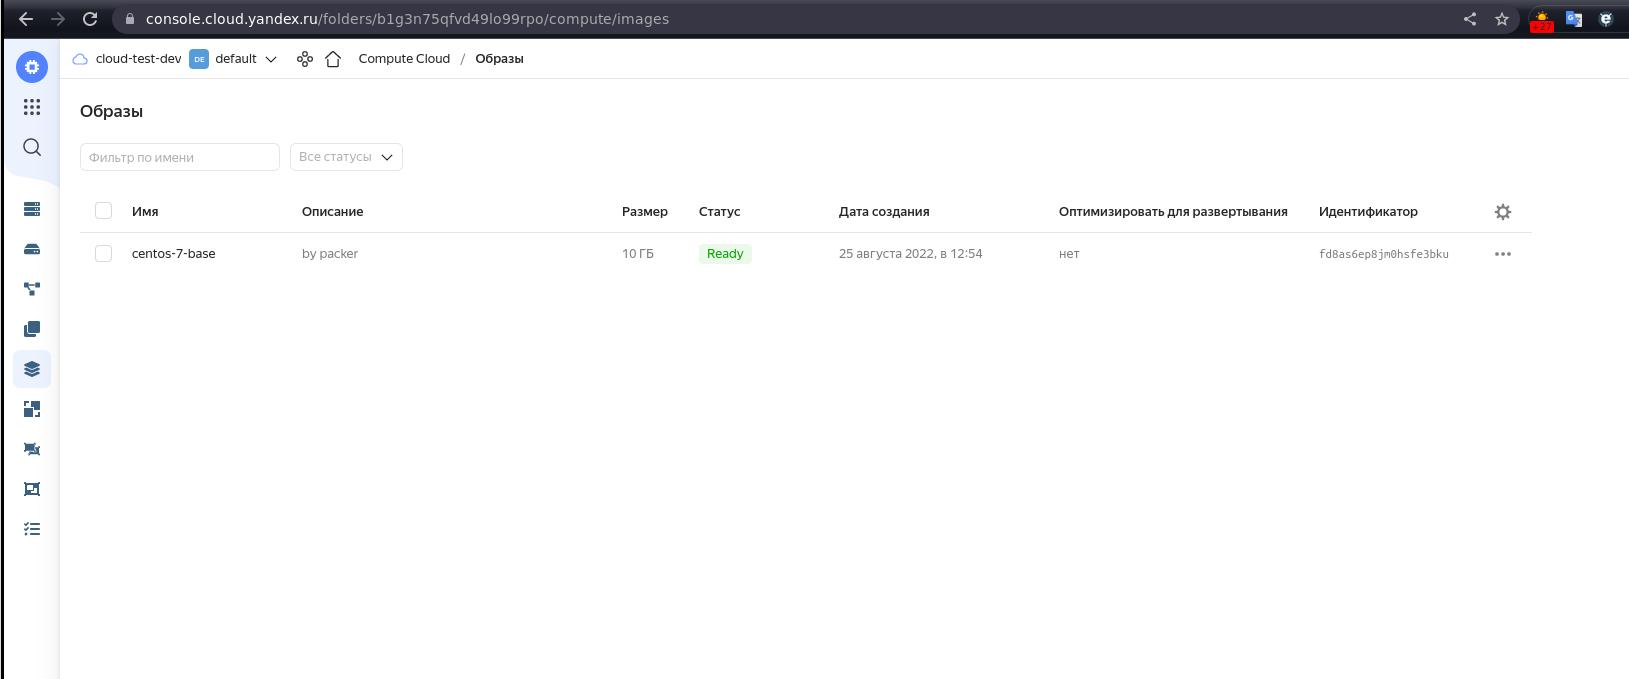 console.cloud.yandex.ru/folders/b1g3n75qfvd49lo99rpo/compute/images
+27
cloud-test-dev DE default Compute Cloud / Образы
Образы
Фильтр по имени Все статусы
Имя Описание Размер Статус Дата создания Оптимизировать для развертывания Идентификатор
centos-7-base by packer 10 ГБ Ready 25 августа 2022, в 12:54 нет fd8as6ep8jm0hsfe3bku